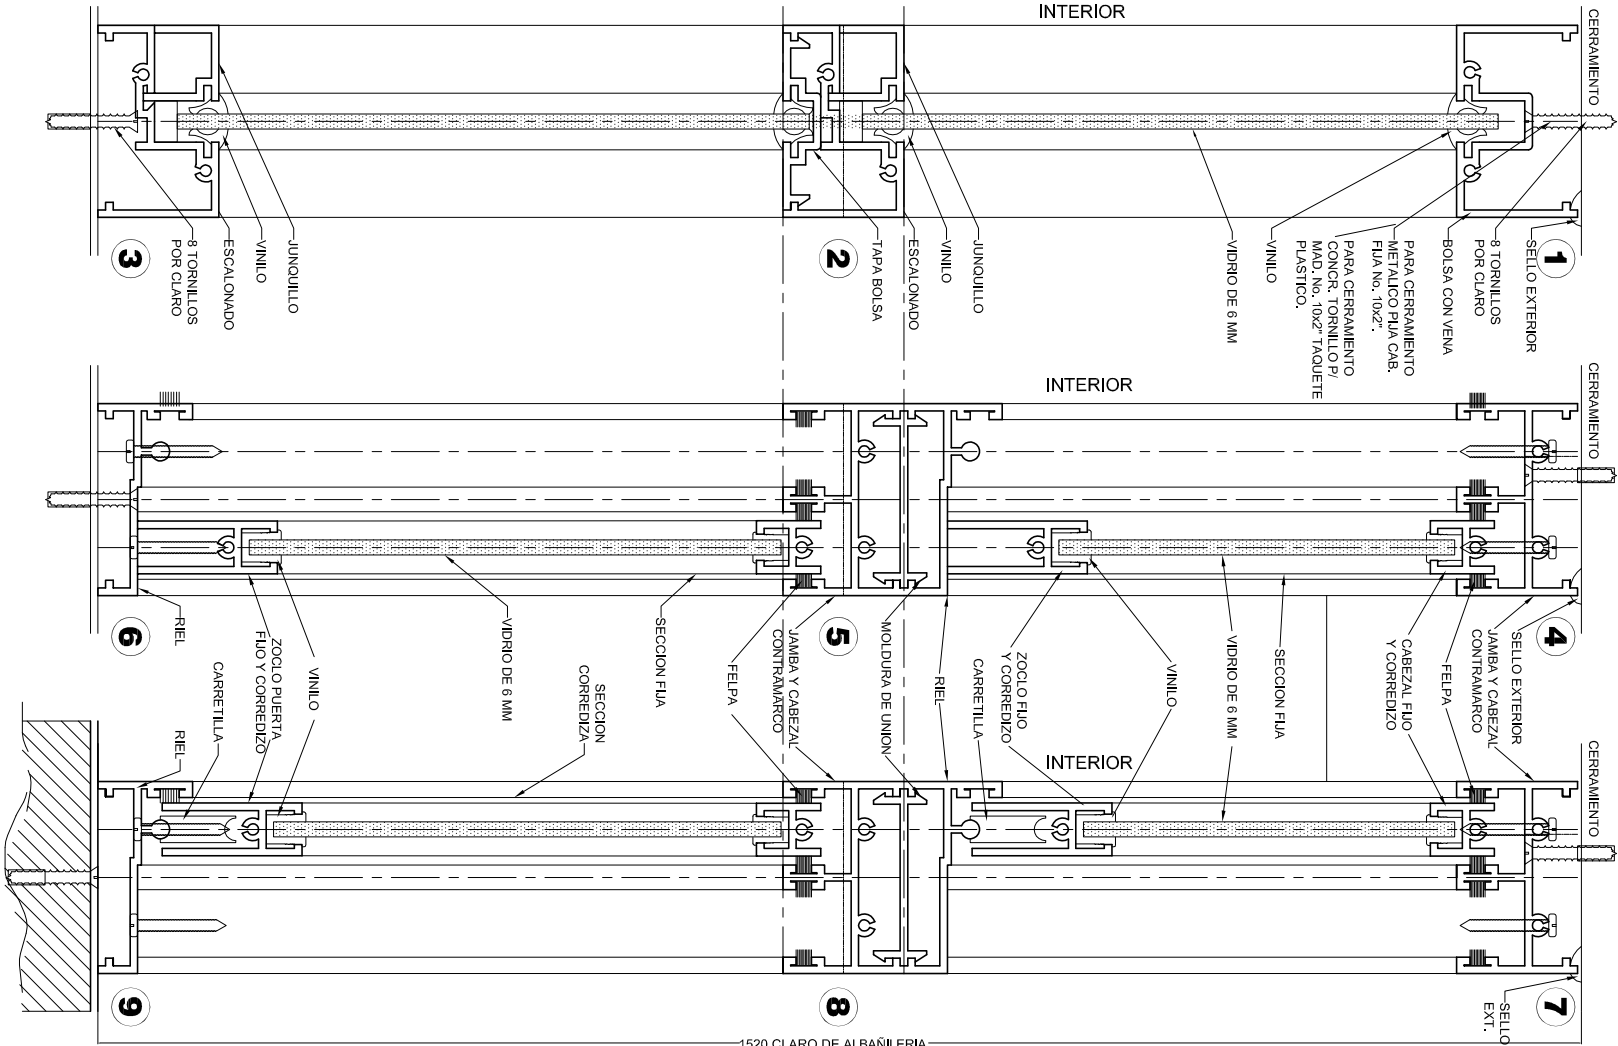 INTERIOR
CERRAMIENTO
SELLO EXTERIOR
8 TORNILLOS
POR CLARO
BOLSA CON VENA
PARA CERRAMIENTO
METALICO PIJA CAB.
FIJA No. 10x2".
PARA CERRAMIENTO
CONCR. TORNILLO P/
MAD. No. 10x2" TAQUETE
PLASTICO.
VINILO
VIDRIO DE 6 MM
JUNQUILLO
VINILO
ESCALONADO
TAPA BOLSA
JUNQUILLO
VINILO
ESCALONADO
8 TORNILLOS
POR CLARO
1
2
3
INTERIOR
CERRAMIENTO
SELLO EXTERIOR
JAMBA Y CABEZAL
CONTRAMARCO
FELPA
CABEZAL FIJO
Y CORREDIZO
SECCION FIJA
VIDRIO DE 6 MM
VINILO
ZOCLO FIJO
Y CORREDIZO
CARRETILLA
RIEL
MOLDURA DE UNION
JAMBA Y CABEZAL
CONTRAMARCO
FELPA
SECCION FIJA
SECCION
CORREDIZA
VIDRIO DE 6 MM
VINILO
ZOCLO PUERTA
FIJO Y CORREDIZO
CARRETILLA
RIEL
RIEL
4
5
6
INTERIOR
CERRAMIENTO
SELLO
EXT.
7
8
9
1520 CLARO DE ALBAÑILERIA